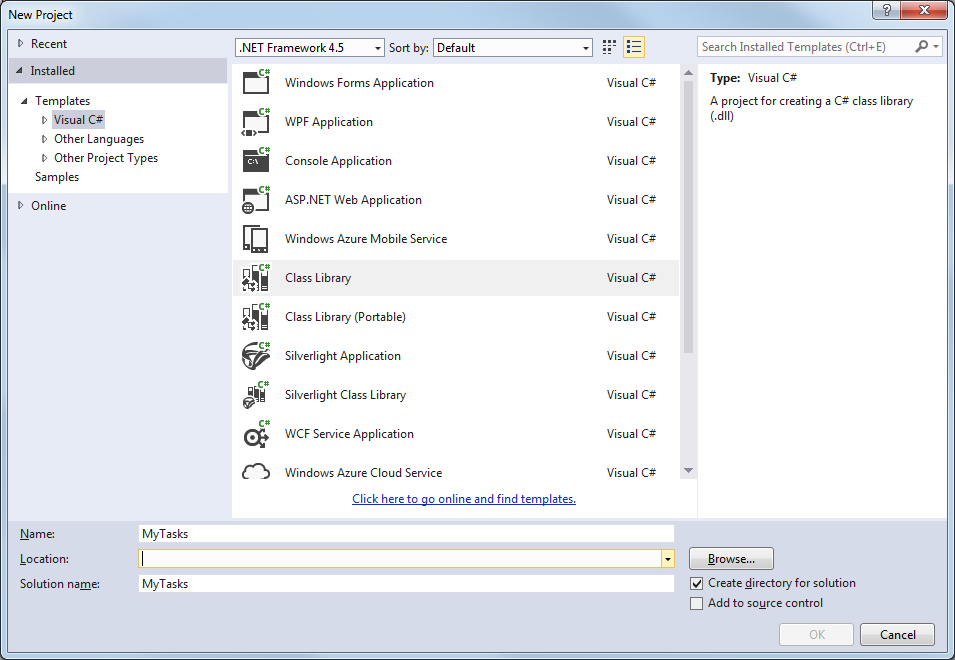 New Project
?
Recent
Installed
Templates
Visual C#
Other Languages
Other Project Types
Samples
Online
.NET Framework 4.5 Sort by: Default
Search Installed Templates (Ctrl+E)
C# Windows Forms Application Visual C#
C# WPF Application Visual C#
C# C:\ Console Application Visual C#
C# ASP.NET Web Application Visual C#
Windows Azure Mobile Service Visual C#
C# Class Library Visual C#
C# Class Library (Portable) Visual C#
C# Silverlight Application Visual C#
C# Silverlight Class Library Visual C#
C# WCF Service Application Visual C#
Windows Azure Cloud Service Visual C#
Click here to go online and find templates.
Type: Visual C#
A project for creating a C# class library
(.dll)
Name: MyTasks
Location: Browse...
Solution name: MyTasks
Create directory for solution
Add to source control
OK Cancel